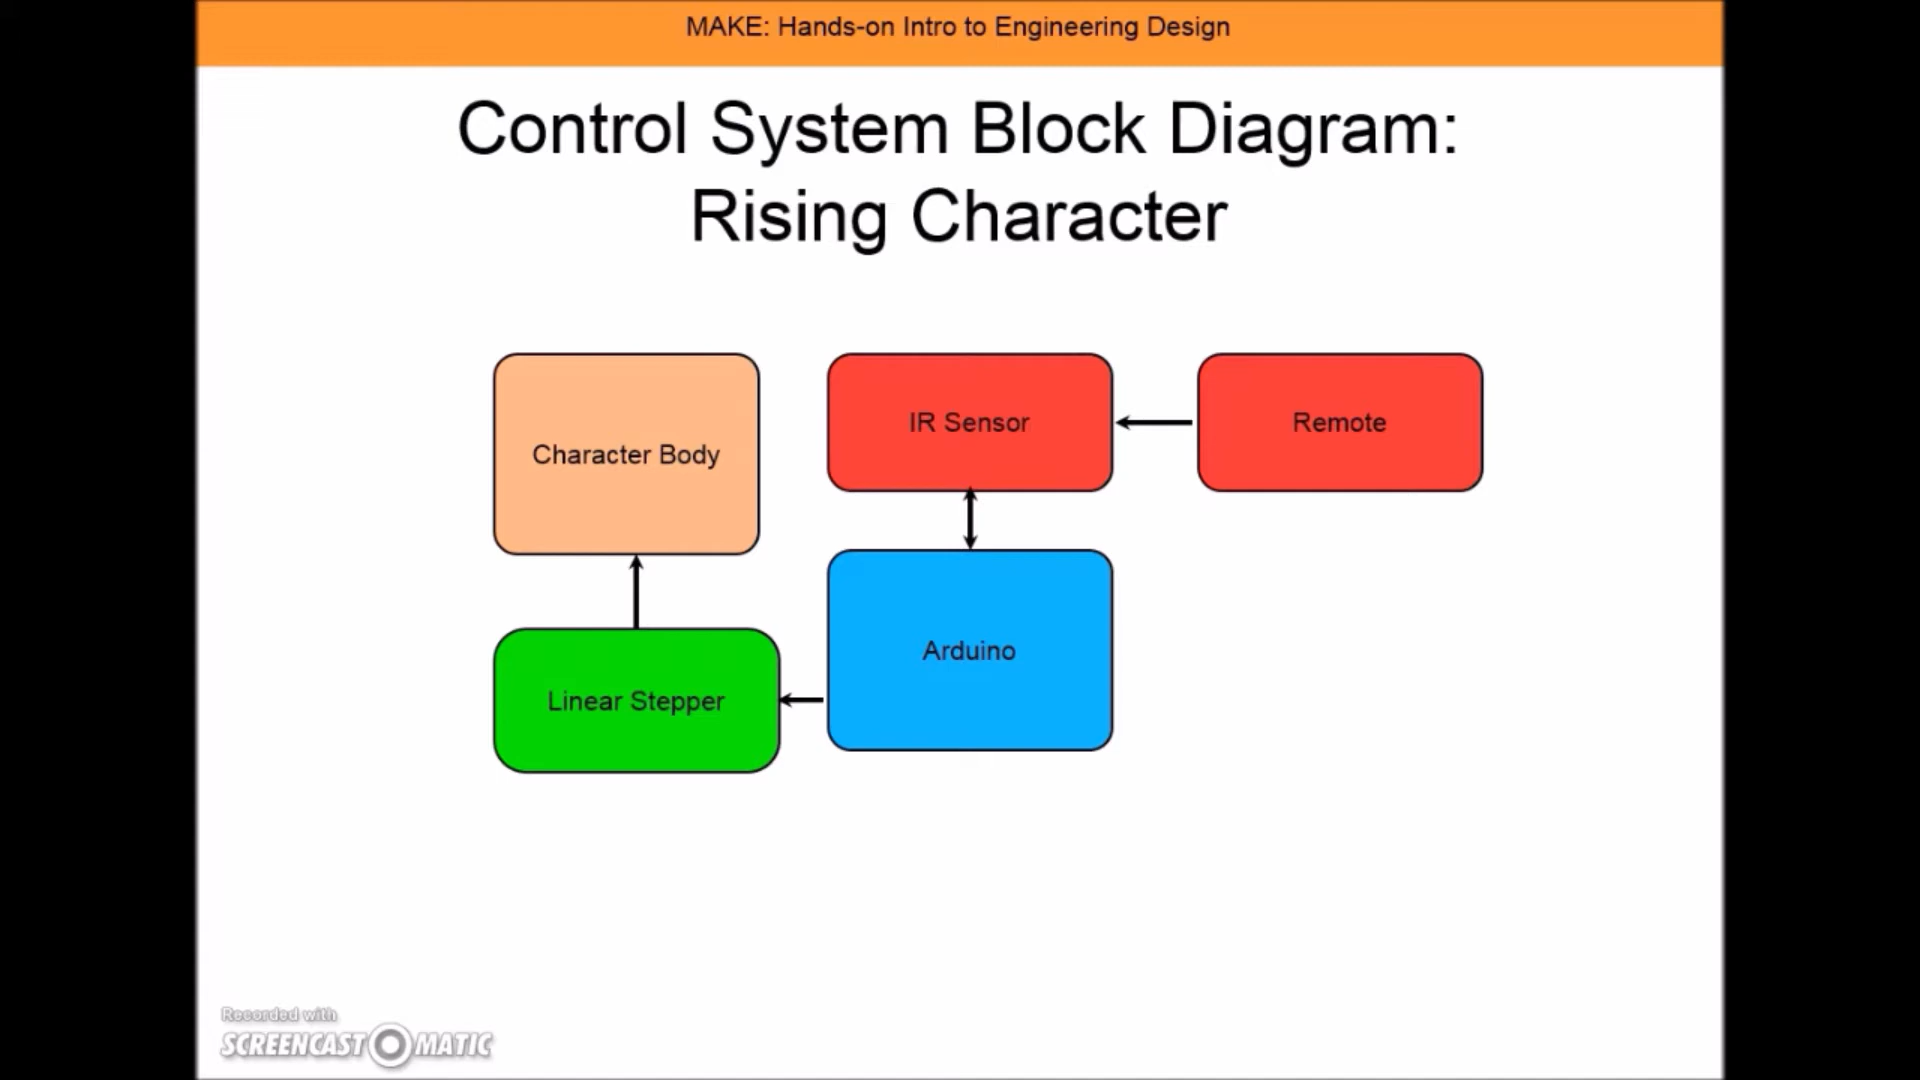 MAKE: Hands-on Intro to Engineering Design
Control System Block Diagram:
Rising Character
Character Body
IR Sensor
Remote
Arduino
Linear Stepper
Recorded with
SCREENCAST MATIC